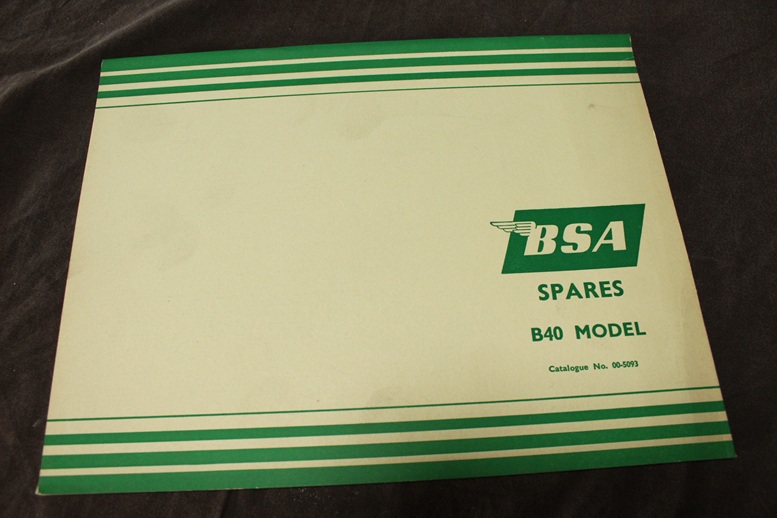 BSA
SPARES
B40 MODEL
Catalogue No. 00-5093